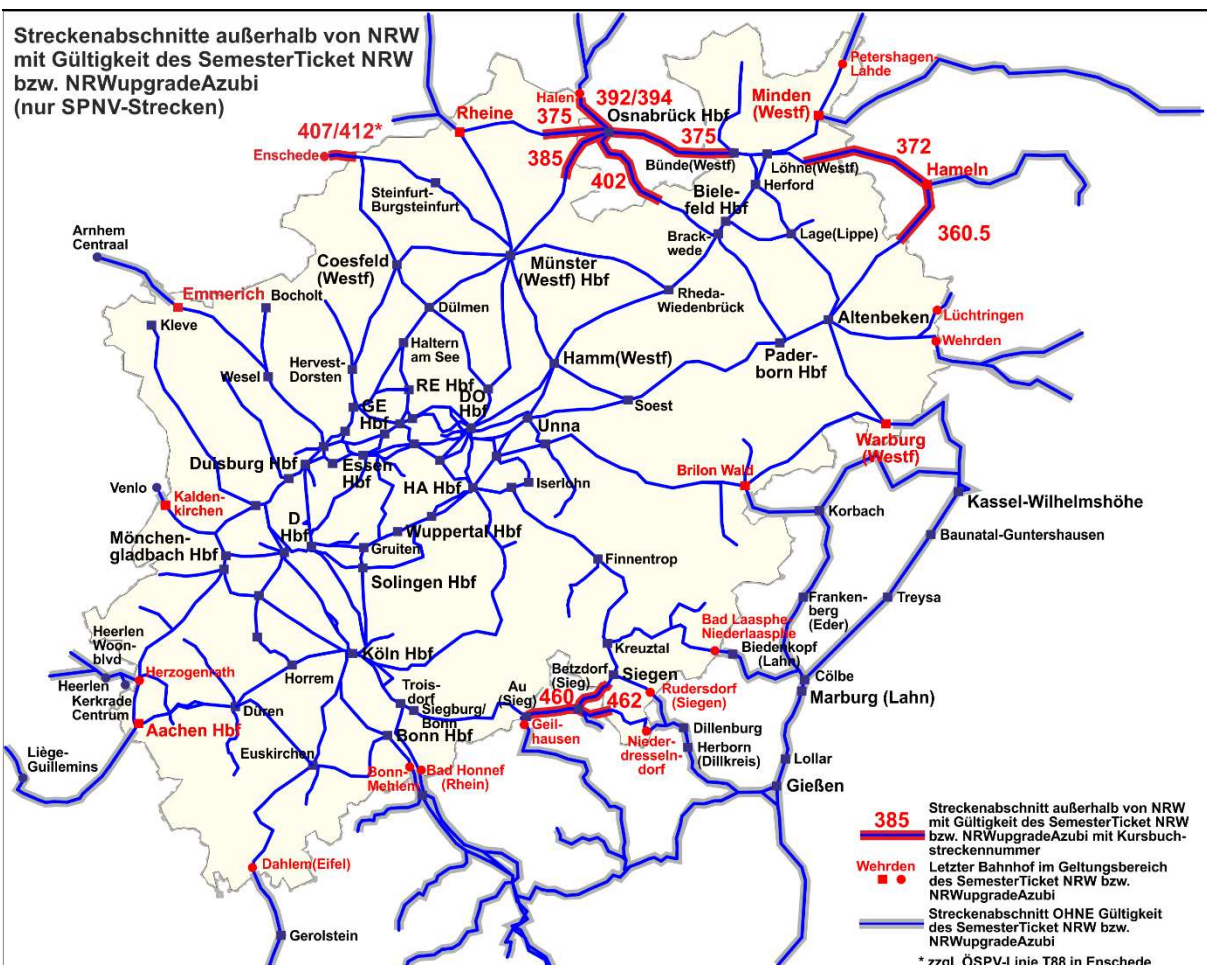 Streckenabschnitte außerhalb von NRW
mit Gültigkeit des SemesterTicket NRW
bzw. NRWupgradeAzubi
(nur SPNV-Strecken)
Petershagen-
Lahde
Halen
392/394
Rheine
375
Osnabrück Hbf
Minden
(Westf)
407/412*
375
372
Enschede
385
Bünde(Westf)
Löhne(Westf)
Hameln
402
Herford
Steinfurt-
Burgsteinfurt
Biele-
feld Hbf
360.5
Arnhem
Centraal
Brack-
wede
Lage(Lippe)
Coesfeld
(Westf)
Münster
(Westf) Hbf
Emmerich
Bocholt
Rheda-
Wiedenbrück
Dülmen
Altenbeken
Lüchtringen
Kleve
Haltern
am See
Wehrden
Hervest-
Dorsten
Hamm(Westf)
Pader-
born Hbf
Wesel
RE Hbf
DO
Hbf
Soest
GE
Hbf
Unna
Warburg
(Westf)
Duisburg Hbf
Essen
Hbf
Brilon Wald
Venlo
HA Hbf
Iserlohn
Kalden-
kirchen
Kassel-Wilhelmshöhe
D
Hbf
Korbach
Wuppertal Hbf
Baunatal-Guntershausen
Mönchen-
gladbach Hbf
Gruiten
Finnentrop
Solingen Hbf
Franken-
berg
(Eder)
Treysa
Bad Laasphe-
Niederlaasphe
Heerlen
Woon-
blvd
Biedenkopf
(Lahn)
Kreuztal
Köln Hbf
Herzogenrath
Betzdorf
(Sieg)
Siegen
Cölbe
Horrem
Trois-
dorf
Au
(Sieg)
460
Marburg (Lahn)
Heerlen
Kerkrade
Centrum
Siegburg/
Bonn
462
Rudersdorf
(Siegen)
Düren
Aachen Hbf
Bonn Hbf
Geil-
hausen
Dillenburg
Nieder-
dresseln-
dorf
Herborn
(Dillkreis)
Liège-
Guillemins
Euskirchen
Lollar
Bonn-
Mehlem
Bad Honnef
(Rhein)
Gießen
385
Streckenabschnitt außerhalb von NRW
mit Gültigkeit des SemesterTicket NRW
bzw. NRWupgradeAzubi mit Kursbuch-
streckennummer
Dahlem(Eifel)
Wehrden
Letzter Bahnhof im Geltungsbereich
des SemesterTicket NRW bzw.
NRWupgradeAzubi
Gerolstein
Streckenabschnitt OHNE Gültigkeit
des SemesterTicket NRW bzw.
NRWupgradeAzubi
* zzgl. ÖSPV-Linie T88 in Enschede